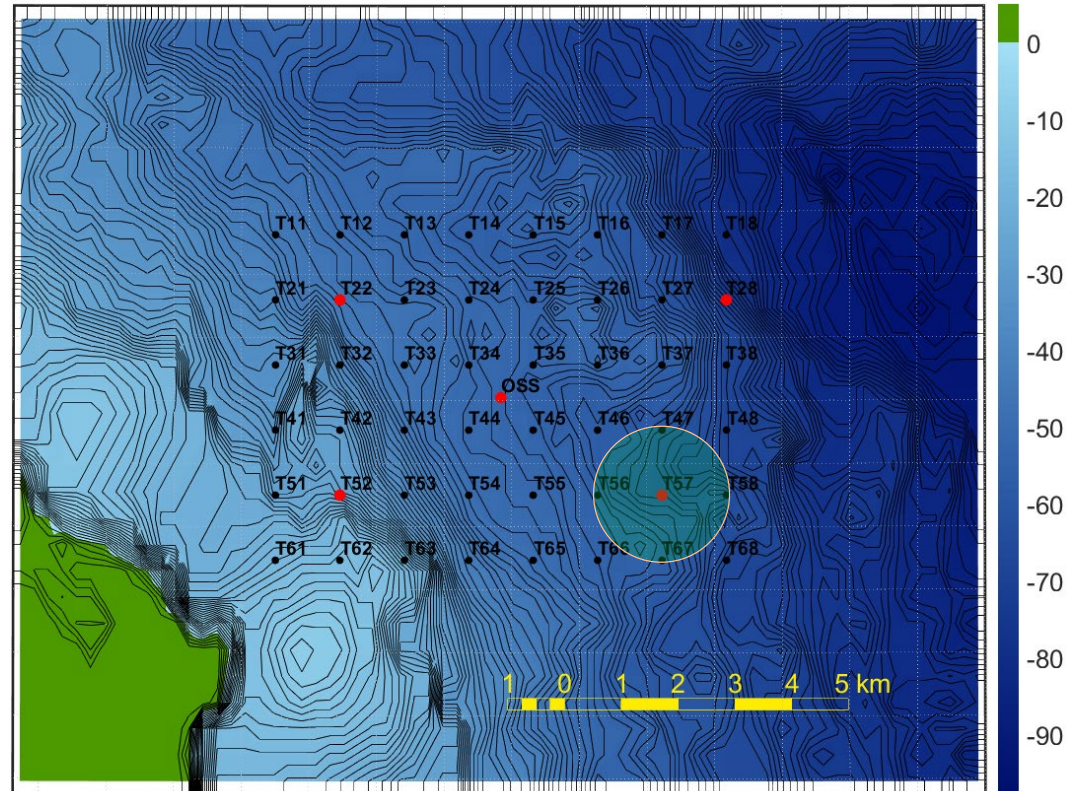 0
-10
-20
-30
-40
-50
-60
-70
-80
-90
T11 T12 T13 T14 T15 T16 T17 T18
T21 T22 T23 T24 T25 T26 T27 T28
T31 T32 T33 T34 T35 T36 T37 T38
OSS
T41 T42 T43 T44 T45 T46 T47 T48
T51 T52 T53 T54 T55 T56 T57 T58
T61 T62 T63 T64 T65 T66 T67 T68
1 0 1 2 3 4 5 km